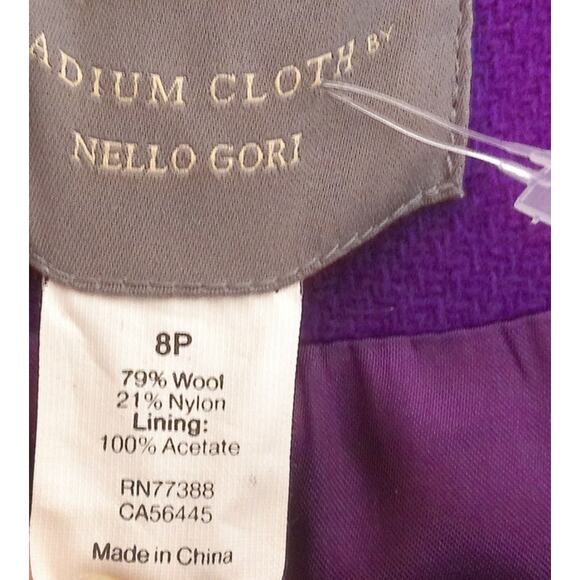 ADIUM CLOTH BY
NELLO GORI
8P
79% Wool
21% Nylon
Lining:
100% Acetate
RN77388
CA56445
Made in China